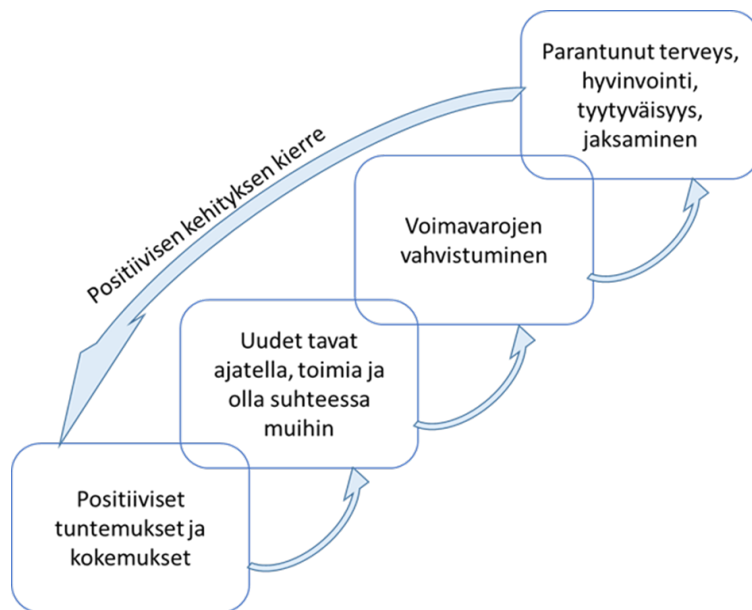 Parantunut terveys,
hyvinvointi,
tyytyväisyys,
jaksaminen
Positiivisen kehityksen kierre
Voimavarojen
vahvistuminen
Uudet tavat
ajatella, toimia ja
olla suhteessa
muihin
Positiiviset
tuntemukset ja
kokemukset